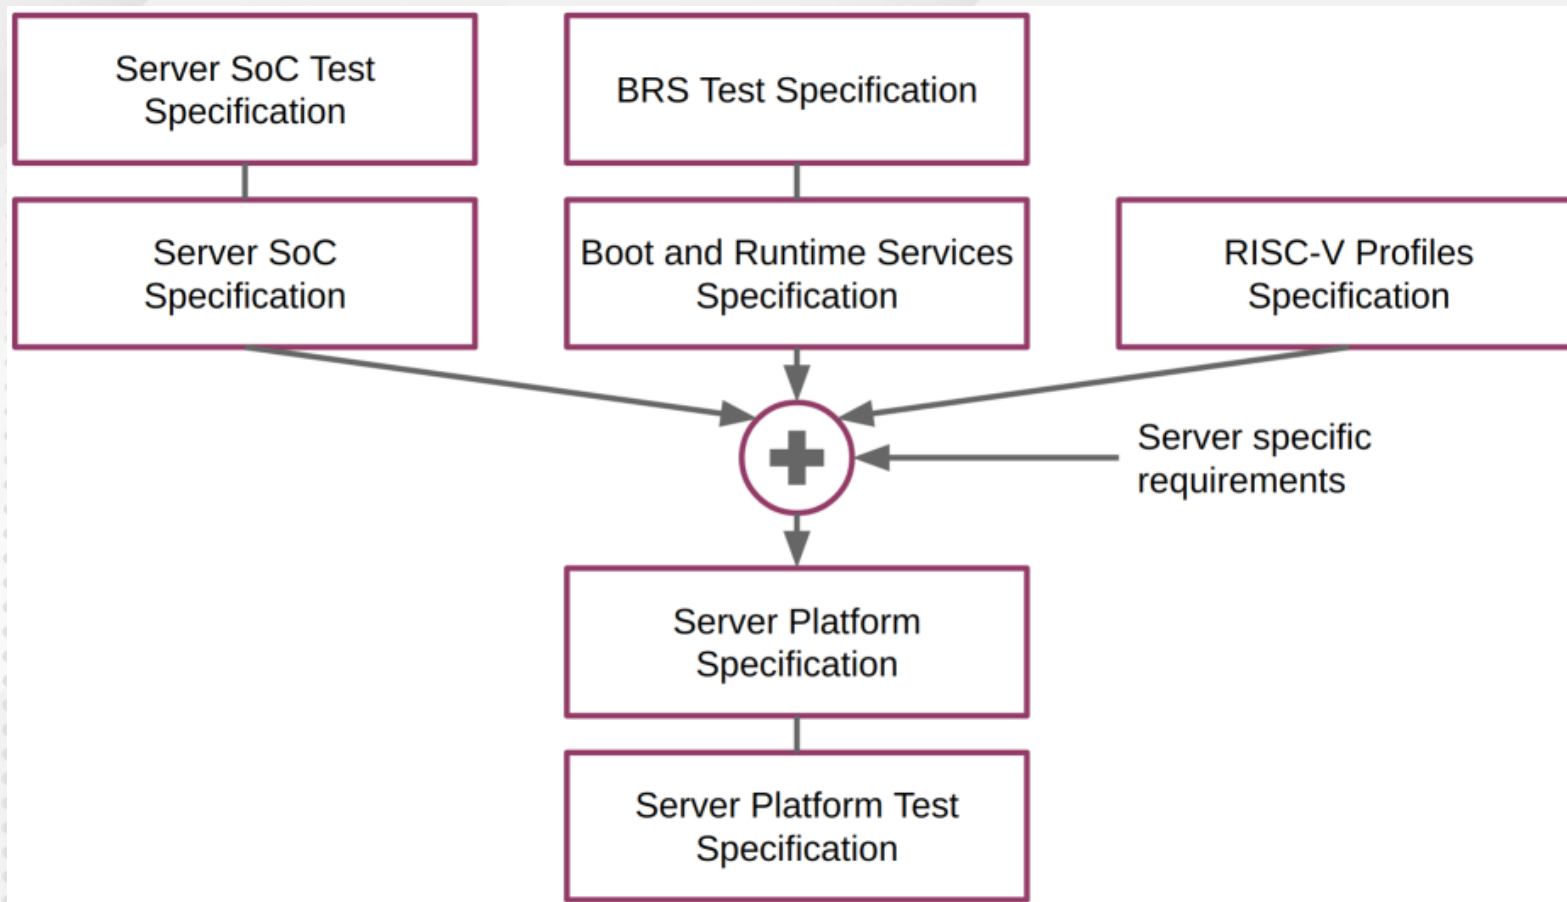 Server SoC Test
Specification
BRS Test Specification
Server SoC
Specification
Boot and Runtime Services
Specification
RISC-V Profiles
Specification
Server specific
requirements
Server Platform
Specification
Server Platform Test
Specification